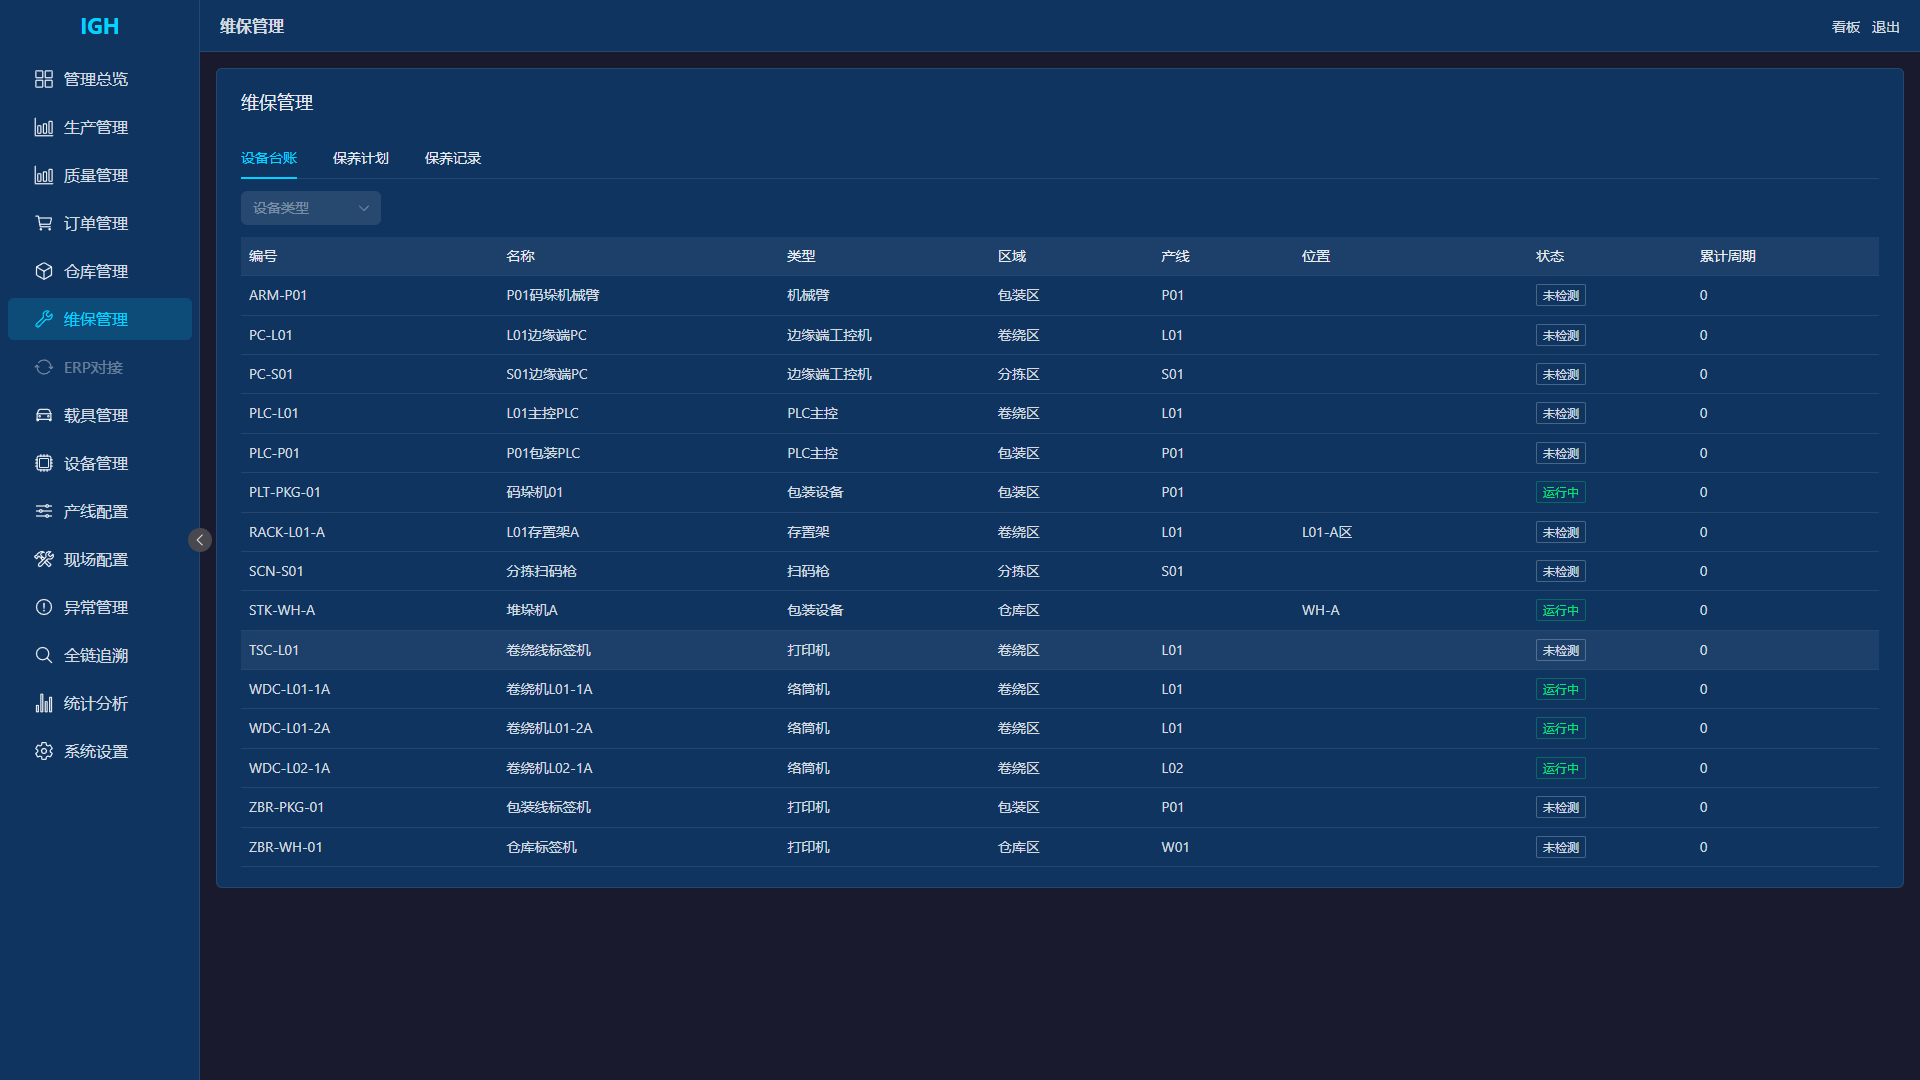 IGH
维保管理
看板 退出
管理总览
生产管理
质量管理
订单管理
仓库管理
维保管理
ERP对接
载具管理
设备管理
产线配置
现场配置
异常管理
全链追溯
统计分析
系统设置
维保管理
设备台账 保养计划 保养记录
设备类型
编号 名称 类型 区域 产线 位置 状态 累计周期
ARM-P01 P01码垛机械臂 机械臂 包装区 P01 未检测 0
PC-L01 L01边缘端PC 边缘端工控机 卷绕区 L01 未检测 0
PC-S01 S01边缘端PC 边缘端工控机 分拣区 S01 未检测 0
PLC-L01 L01主控PLC PLC主控 卷绕区 L01 未检测 0
PLC-P01 P01包装PLC PLC主控 包装区 P01 未检测 0
PLT-PKG-01 码垛机01 包装设备 包装区 P01 运行中 0
RACK-L01-A L01存置架A 存置架 卷绕区 L01 L01-A区 未检测 0
SCN-S01 分拣扫码枪 扫码枪 分拣区 S01 未检测 0
STK-WH-A 堆垛机A 包装设备 仓库区 WH-A 运行中 0
TSC-L01 卷绕线标签机 打印机 卷绕区 L01 未检测 0
WDC-L01-1A 卷绕机L01-1A 络筒机 卷绕区 L01 运行中 0
WDC-L01-2A 卷绕机L01-2A 络筒机 卷绕区 L01 运行中 0
WDC-L02-1A 卷绕机L02-1A 络筒机 卷绕区 L02 运行中 0
ZBR-PKG-01 包装线标签机 打印机 包装区 P01 未检测 0
ZBR-WH-01 仓库标签机 打印机 仓库区 W01 未检测 0